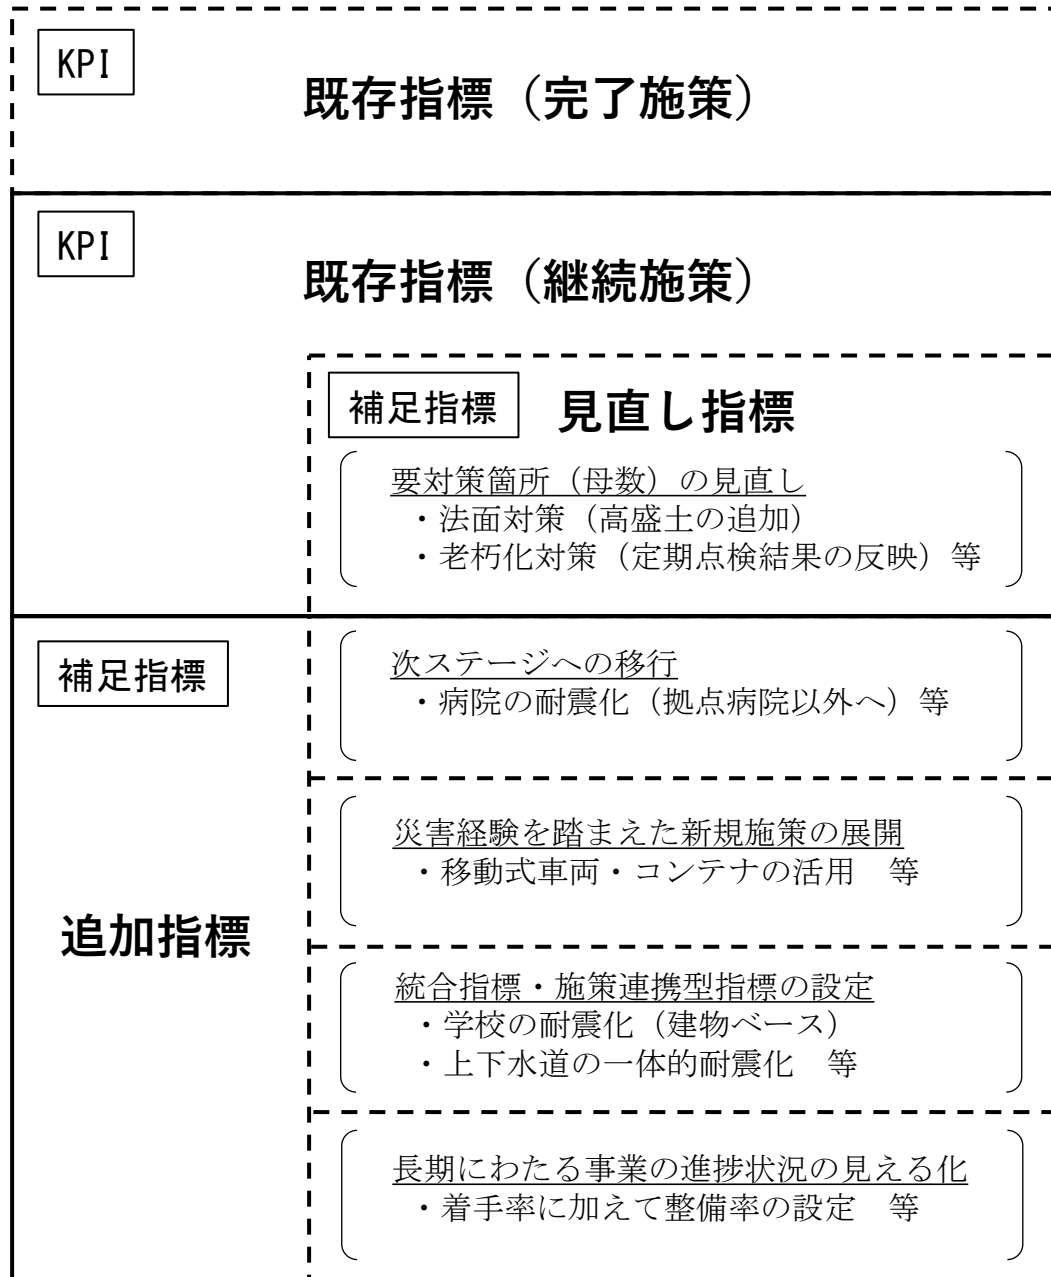 KPI
既存指標（完了施策）
KPI
既存指標（継続施策）
補足指標
見直し指標
要対策箇所（母数）の見直し
・法面対策（高盛土の追加）
・老朽化対策（定期点検結果の反映）等
補足指標
追加指標
次ステージへの移行
・病院の耐震化（拠点病院以外へ）等
災害経験を踏まえた新規施策の展開
・移動式車両・コンテナの活用　等
統合指標・施策連携型指標の設定
・学校の耐震化（建物ベース）
・上下水道の一体的耐震化　等
長期にわたる事業の進捗状況の見える化
・着手率に加えて整備率の設定　等